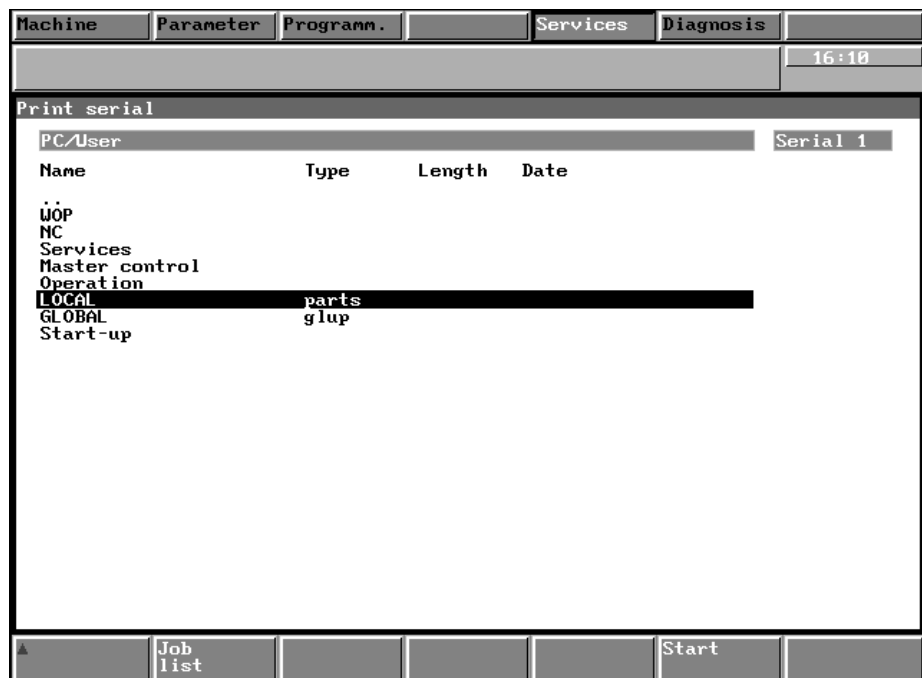 Machine Parameter Programm. Services Diagnosis
16:10
Print serial
PC/User Serial 1
Name Type Length Date
..
WOP
NC
Services
Master control
Operation
LOCAL parts
GLOBAL glup
Start-up
Job Start
list